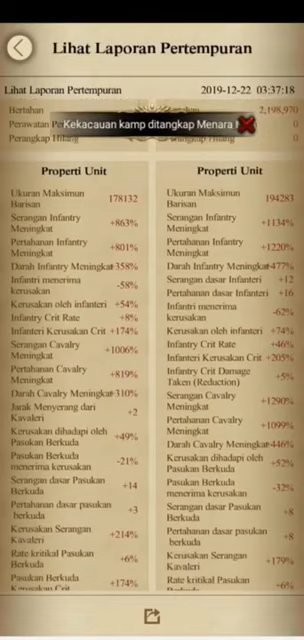 Lihat Laporan Pertempuran
Lihat Laporan Pertempuran 2019-12-22 03:37:18
Bertahan 2,198,970
Perawatan 0
Kekacauan kamp ditangkap Menara
Perangkap Hilang Perangkap Hilang 0
Properti Unit
Ukuran Maksimun
Barisan 178132
Serangan Infantry
Meningkat +863%
Pertahanan Infantry
Meningkat +801%
Darah Infantry Meningkat+358%
Infantri menerima
kerusakan -58%
Kerusakan oleh infanteri +54%
Infantry Crit Rate +8%
Infanteri Kerusakan Crit +174%
Serangan Cavalry
Meningkat +1006%
Pertahanan Cavalry
Meningkat +819%
Darah Cavalry Meningkat+310%
Jarak Menyerang dari
Kavaleri +2
Kerusakan dihadapi oleh
Pasukan Berkuda +49%
Pasukan Berkuda
menerima kerusakan -21%
Serangan dasar Pasukan
Berkuda +14
Pertahanan dasar pasukan
berkuda +3
Kerusakan Serangan
Kavaleri +214%
Rate kritikal Pasukan
Berkuda +6%
Pasukan Berkuda
Kerusakan Crit +174%
Properti Unit
Ukuran Maksimun
Barisan 194283
Serangan Infantry
Meningkat +1134%
Pertahanan Infantry
Meningkat +1220%
Darah Infantry Meningkat+477%
Serangan dasar Infanteri +12
Pertahanan dasar Infanteri +16
Infantri menerima
kerusakan -62%
Kerusakan oleh infanteri +74%
Infantry Crit Rate +46%
Infanteri Kerusakan Crit +205%
Infantry Crit Damage
Taken (Reduction) +5%
Serangan Cavalry
Meningkat +1290%
Pertahanan Cavalry
Meningkat +1099%
Darah Cavalry Meningkat+446%
Kerusakan dihadapi oleh
Pasukan Berkuda +52%
Pasukan Berkuda
menerima kerusakan -32%
Serangan dasar Pasukan
Berkuda +8
Pertahanan dasar pasukan
berkuda +8
Kerusakan Serangan
Kavaleri +179%
Rate kritikal Pasukan
Berkuda +6%